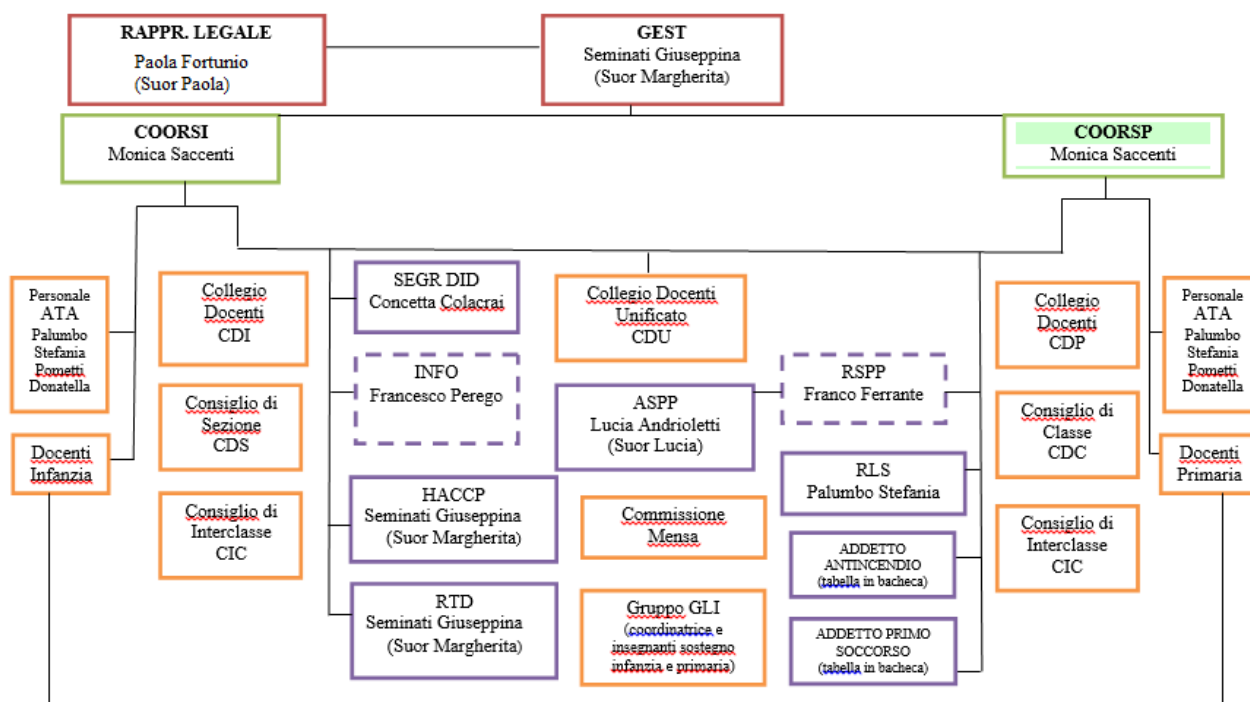 RAPPR. LEGALE
Paola Fortunio
(Suor Paola)
GEST
Seminati Giuseppina
(Suor Margherita)
COORSI
Monica Saccenti
COORSP
Monica Saccenti
Personale
ATA
Palumbo
Stefania
Pometti
Donatella
Docenti
Infanzia
Collegio
Docenti
CDI
Consiglio di
Sezione
CDS
Consiglio di
Interclasse
CIC
SEGR DID
Concetta Colacrai
INFO
Francesco Perego
HACCP
Seminati Giuseppina
(Suor Margherita)
RTD
Seminati Giuseppina
(Suor Margherita)
Collegio Docenti
Unificato
CDU
ASPP
Lucia Andrioletti
(Suor Lucia)
Commissione
Mensa
Gruppo GLI
(coordinatrice e
insegnanti sostegno
infanzia e primaria)
RSPP
Franco Ferrante
RLS
Palumbo Stefania
ADDETTO
ANTINCENDIO
(tabella in bacheca)
ADDETTO PRIMO
SOCCORSO
(tabella in bacheca)
Collegio
Docenti
CDP
Consiglio di
Classe
CDC
Consiglio di
Interclasse
CIC
Personale
ATA
Palumbo
Stefania
Pometti
Donatella
Docenti
Primaria